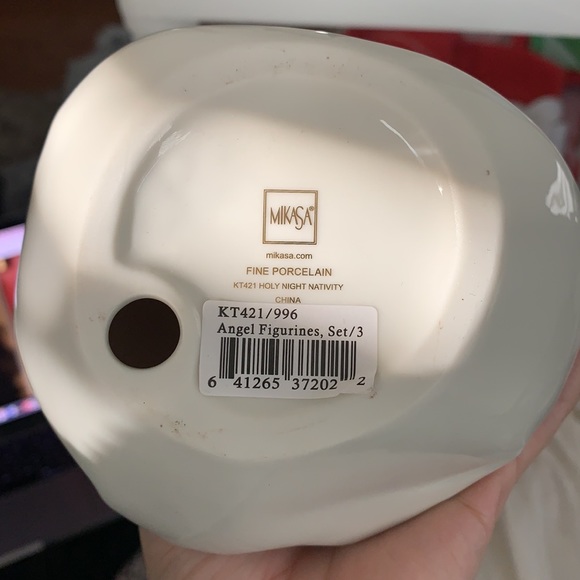 MIKASA®
mikasa.com
FINE PORCELAIN
KT421 HOLY NIGHT NATIVITY
CHINA
KT421/996
Angel Figurines, Set/3
6 41265 37202 2